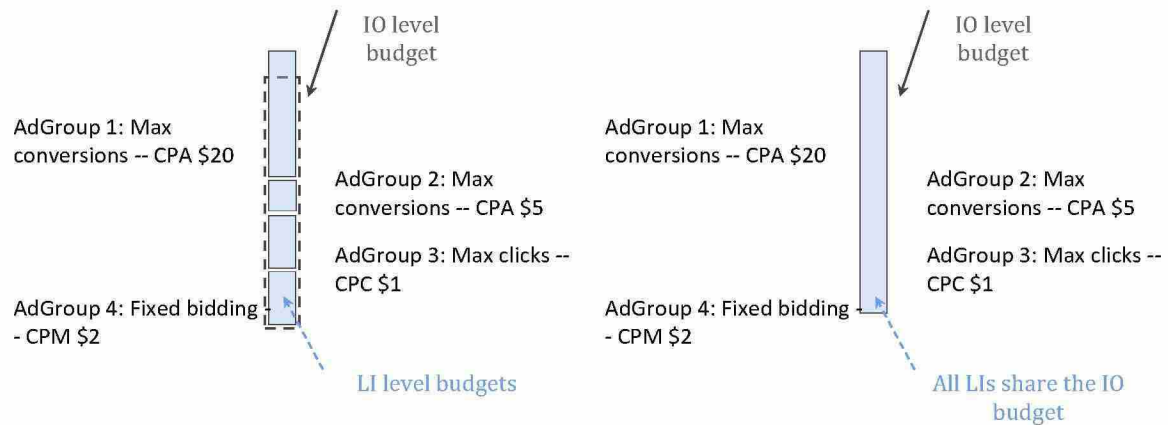 IO level
budget
AdGroup 1: Max
conversions -- CPA $20
AdGroup 2: Max
conversions -- CPA $5
AdGroup 3: Max clicks --
CPC $1
AdGroup 4: Fixed bidding -
- CPM $2
LI level budgets
IO level
budget
AdGroup 1: Max
conversions -- CPA $20
AdGroup 2: Max
conversions -- CPA $5
AdGroup 3: Max clicks --
CPC $1
AdGroup 4: Fixed bidding -
- CPM $2
All LIs share the IO
budget